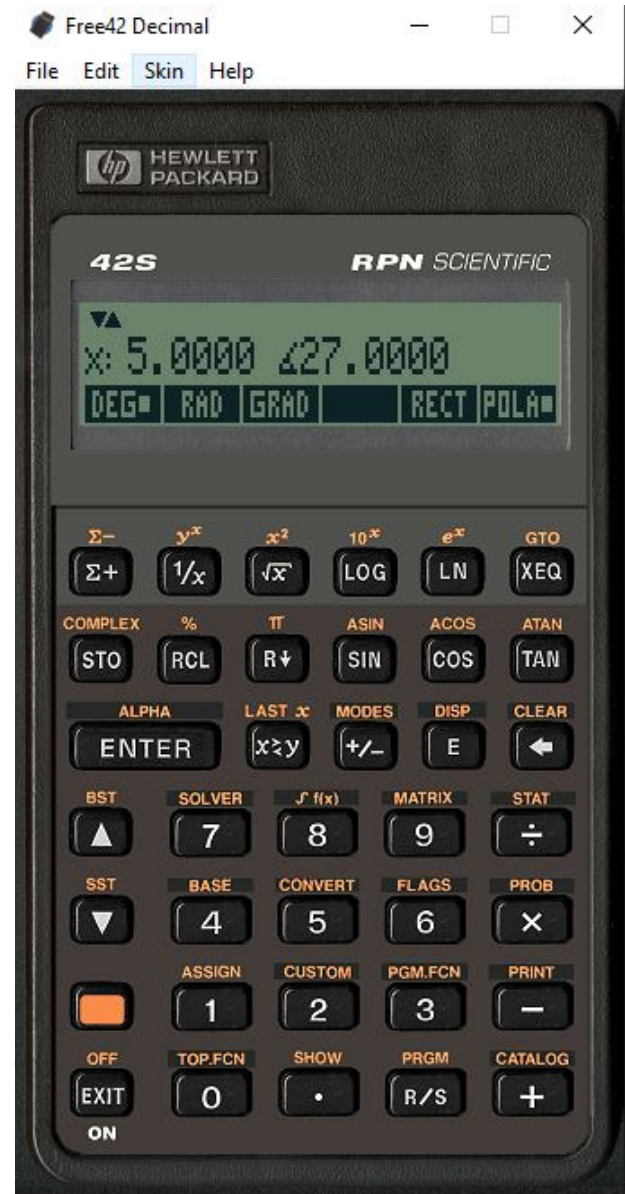 Free42 Decimal
File Edit Skin Help
hp HEWLETT
PACKARD
42S RPN SCIENTIFIC
▼▲
x: 5.0000 ∡27.0000
DEG■ RAD GRAD RECT POLA■
Σ− yˣ x² 10ˣ eˣ GTO
Σ+ 1/x √x LOG LN XEQ
COMPLEX % π ASIN ACOS ATAN
STO RCL R↓ SIN COS TAN
ALPHA LAST x MODES DISP CLEAR
ENTER x≷y +/− E ←
BST SOLVER ∫f(x) MATRIX STAT
▲ 7 8 9 ÷
SST BASE CONVERT FLAGS PROB
▼ 4 5 6 ×
ASSIGN CUSTOM PGM.FCN PRINT
1 2 3 −
OFF TOP.FCN SHOW PRGM CATALOG
EXIT 0 · R/S +
ON